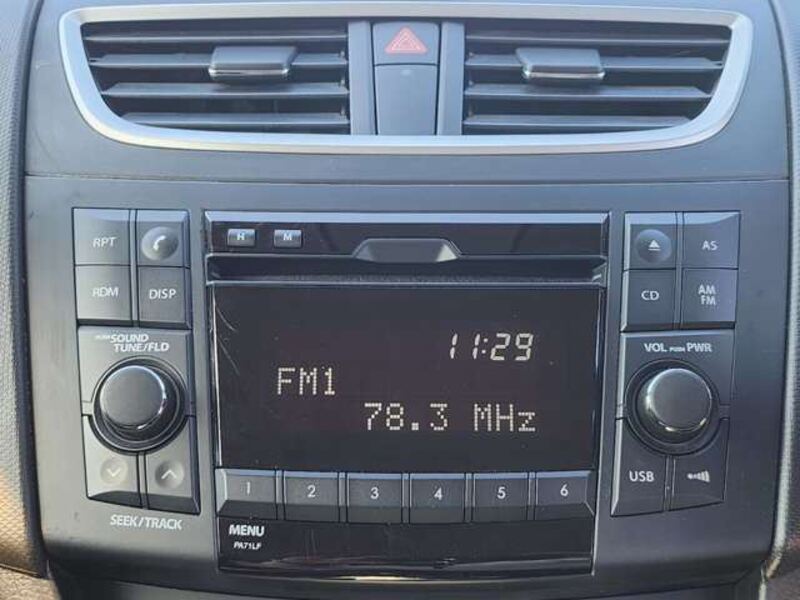 H M
RPT
RDM DISP
PUSH SOUND
TUNE/FLD
SEEK/TRACK
11:29
FM1
78.3 MHz
1 2 3 4 5 6
MENU
PA71LF
AS
CD AM
FM
VOL PUSH PWR
USB